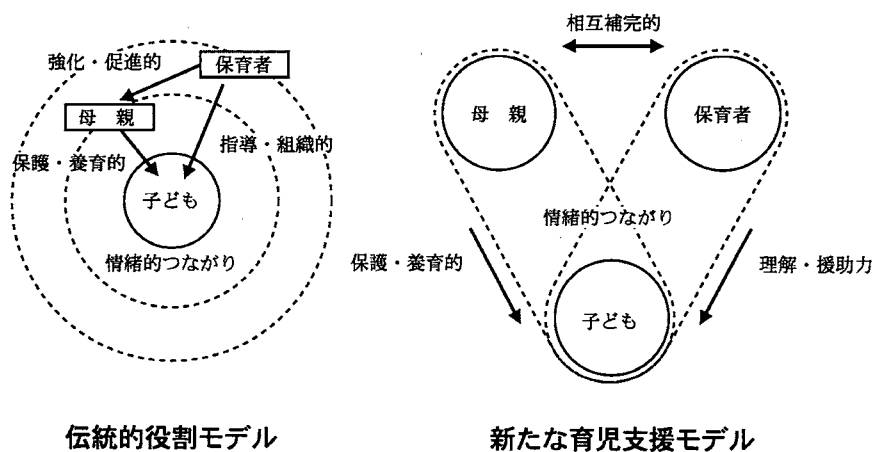 強化・促進的
保育者
母 親
保護・養育的
指導・組織的
子ども
情緒的つながり
伝統的役割モデル
相互補完的
母 親
保育者
情緒的つながり
保護・養育的
理解・援助力
子ども
新たな育児支援モデル